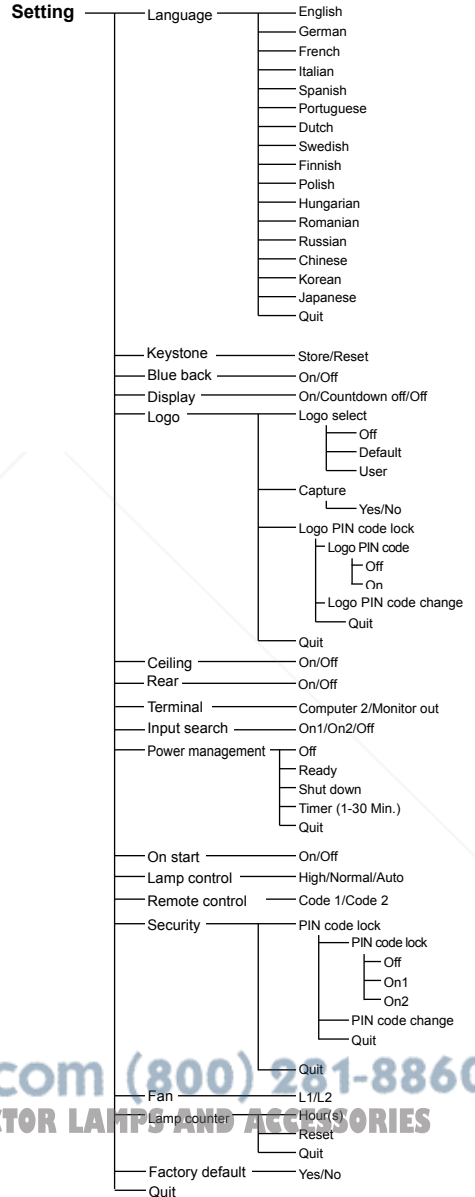 Setting
Language
English
German
French
Italian
Spanish
Portuguese
Dutch
Swedish
Finnish
Polish
Hungarian
Romanian
Russian
Chinese
Korean
Japanese
Quit
Keystone Store/Reset
Blue back On/Off
Display On/Countdown off/Off
Logo Logo select
Off
Default
User
Capture
Yes/No
Logo PIN code lock
Logo PIN code
Off
On
Logo PIN code change
Quit
Quit
Ceiling On/Off
Rear On/Off
Terminal Computer 2/Monitor out
Input search On1/On2/Off
Power management Off
Ready
Shut down
Timer (1-30 Min.)
Quit
On start On/Off
Lamp control High/Normal/Auto
Remote control Code 1/Code 2
Security PIN code lock
PIN code lock
Off
On1
On2
PIN code change
Quit
Quit
com (800) 281-8860
Fan L1/L2
CTOR LAMPS AND ACCESSORIES
Lamp counter Hour(s)
Reset
Quit
Factory default Yes/No
Quit